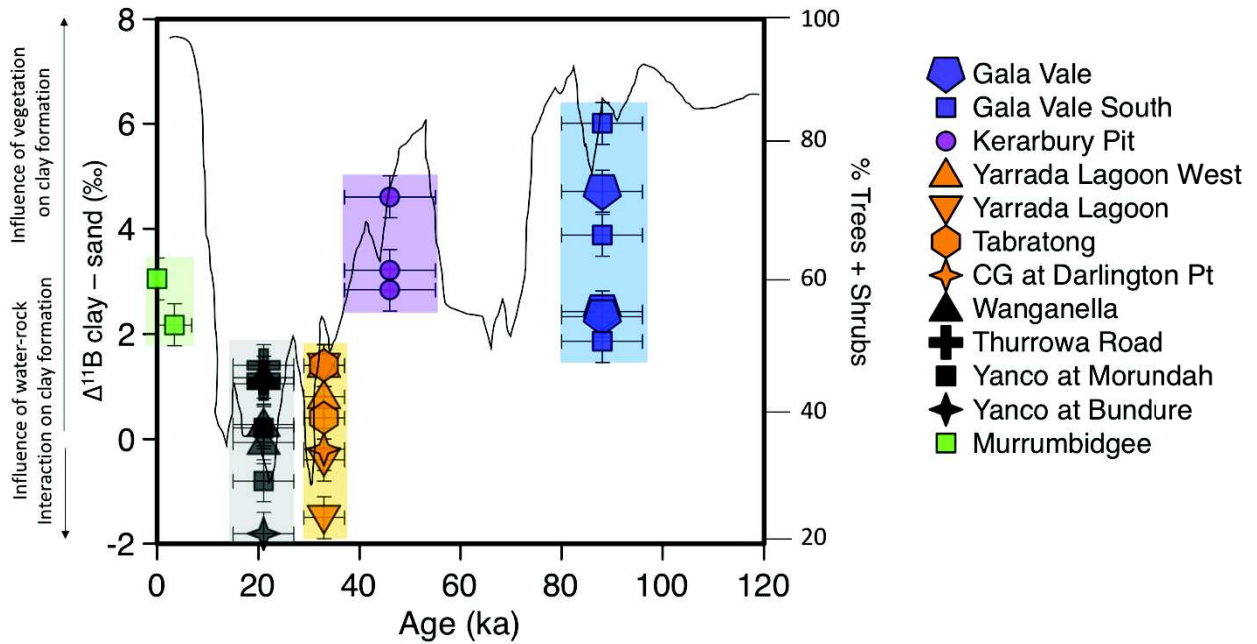 Influence of vegetation
on clay formation
Influence of water-rock
Interaction on clay formation
Δ¹¹B clay – sand (‰)
8
6
4
2
0
-2
0
20
40
60
80
100
120
Age (ka)
100
80
60
40
20
% Trees + Shrubs
Gala Vale
Gala Vale South
Kerarbury Pit
Yarrada Lagoon West
Yarrada Lagoon
Tabratong
CG at Darlington Pt
Wanganella
Thurrowa Road
Yanco at Morundah
Yanco at Bundure
Murrumbidgee